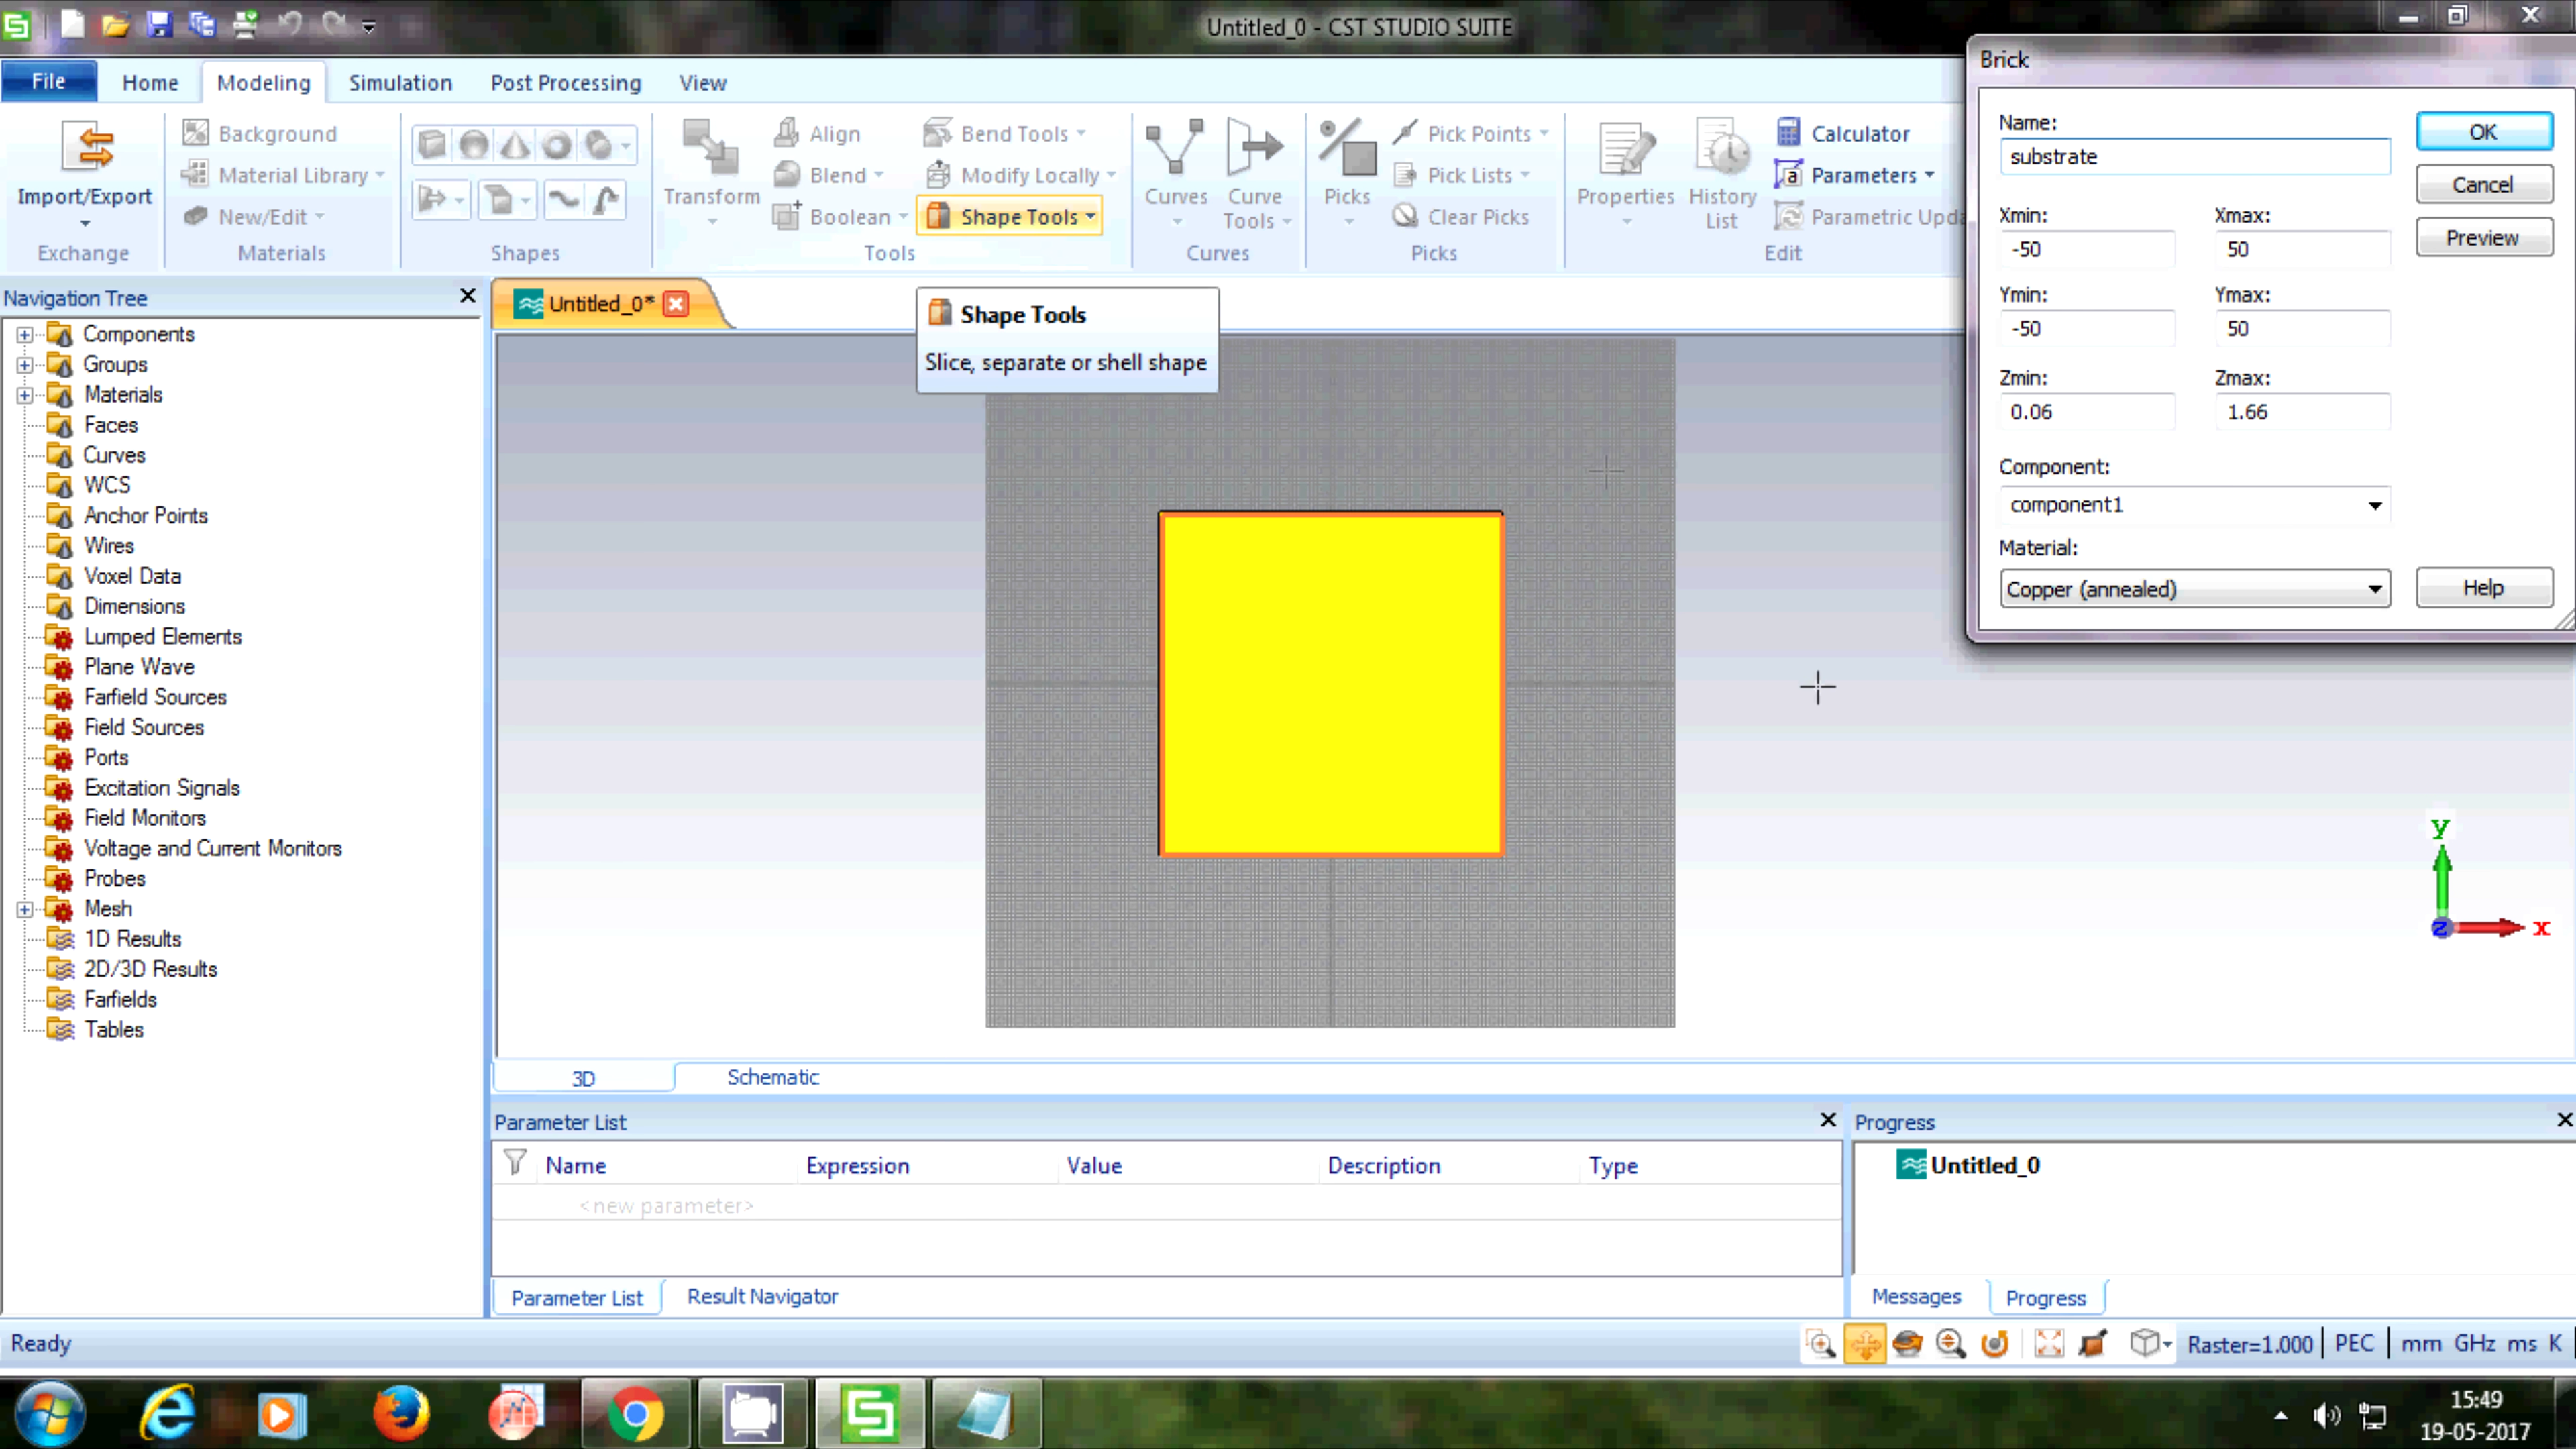 Untitled_0 - CST STUDIO SUITE
File Home Modeling Simulation Post Processing View
Import/Export
Exchange
Background
Material Library
New/Edit
Materials
Shapes
Transform
Align
Blend
Boolean
Bend Tools
Modify Locally
Shape Tools
Tools
Curves
Curve Tools
Curves
Picks
Pick Points
Pick Lists
Clear Picks
Picks
Properties
History List
Calculator
Parameters
Parametric Upd
Edit
Brick
Name:
substrate
OK
Cancel
Preview
Xmin: Xmax:
-50 50
Ymin: Ymax:
-50 50
Zmin: Zmax:
0.06 1.66
Component:
component1
Material:
Copper (annealed)
Help
Navigation Tree
Components
Groups
Materials
Faces
Curves
WCS
Anchor Points
Wires
Voxel Data
Dimensions
Lumped Elements
Plane Wave
Farfield Sources
Field Sources
Ports
Excitation Signals
Field Monitors
Voltage and Current Monitors
Probes
Mesh
1D Results
2D/3D Results
Farfields
Tables
Untitled_0*
Shape Tools
Slice, separate or shell shape
y
z x
3D Schematic
Parameter List
Name Expression Value Description Type
<new parameter>
Parameter List Result Navigator
Progress
Untitled_0
Messages Progress
Ready
Raster=1.000 PEC mm GHz ms K
15:49
19-05-2017